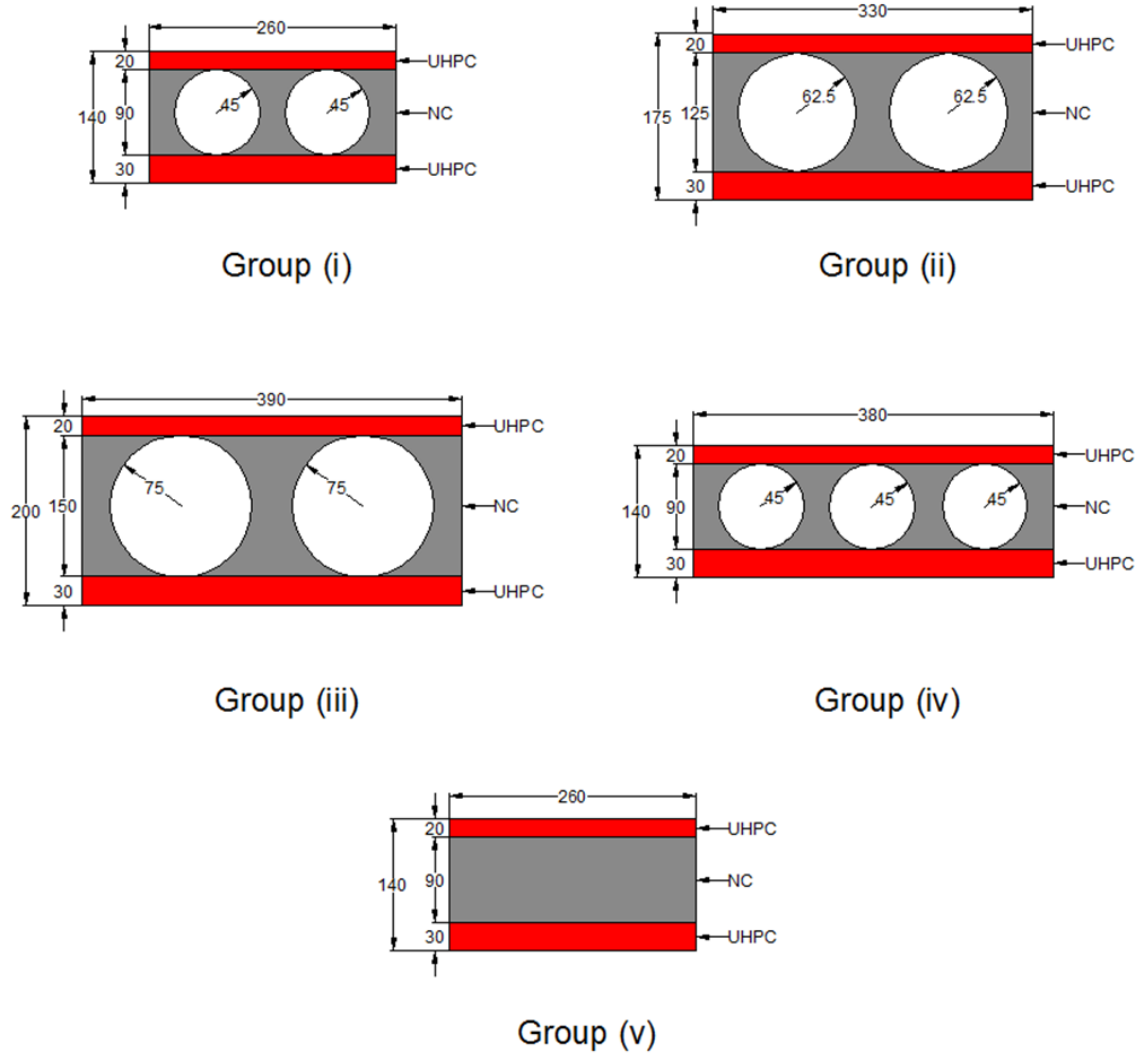 260
20
UHPC
45
45
140
90
NC
30
UHPC
Group (i)
330
20
UHPC
62.5
62.5
175
125
NC
30
UHPC
Group (ii)
390
20
UHPC
75
75
200
150
NC
30
UHPC
Group (iii)
380
20
UHPC
45
45
45
140
90
NC
30
UHPC
Group (iv)
260
20
UHPC
140
90
NC
30
UHPC
Group (v)